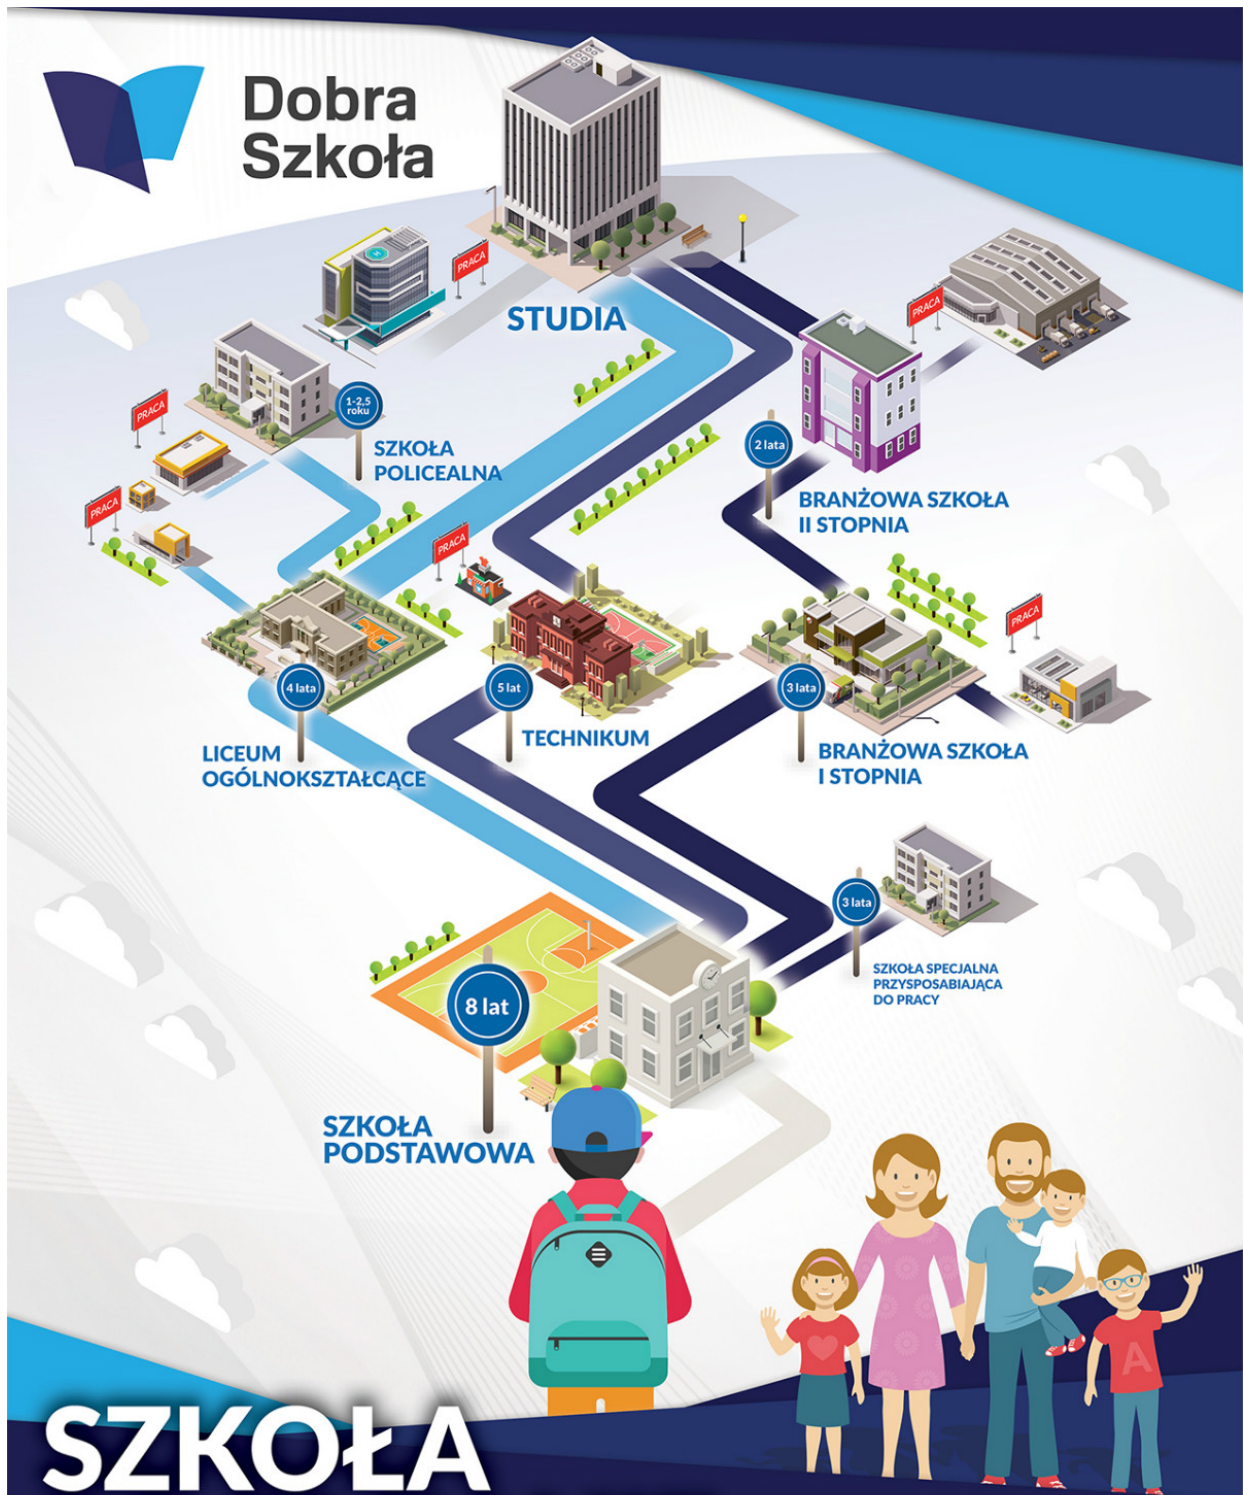 Dobra
Szkoła
STUDIA
PRACA
PRACA
1-2,5
roku
SZKOŁA
POLICEALNA
PRACA
PRACA
2 lata
BRANŻOWA SZKOŁA
II STOPNIA
PRACA
PRACA
4 lata
LICEUM
OGÓLNOKSZTAŁCĄCE
5 lat
TECHNIKUM
3 lata
BRANŻOWA SZKOŁA
I STOPNIA
3 lata
SZKOŁA SPECJALNA
PRZYSPOSABIAJĄCA
DO PRACY
8 lat
SZKOŁA
PODSTAWOWA
A
SZKOŁA